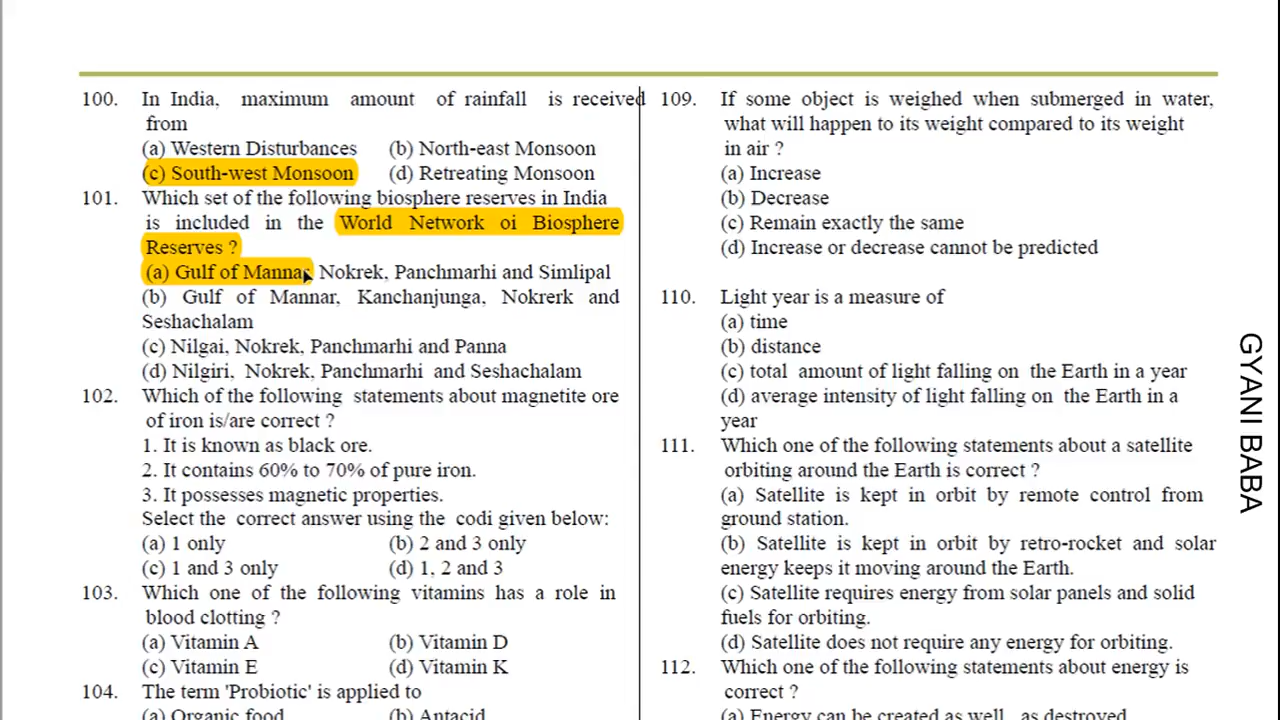 100. In India, maximum amount of rainfall is received
from
(a) Western Disturbances (b) North-east Monsoon
(c) South-west Monsoon (d) Retreating Monsoon
101. Which set of the following biosphere reserves in India
is included in the World Network oi Biosphere
Reserves ?
(a) Gulf of Mannar, Nokrek, Panchmarhi and Simlipal
(b) Gulf of Mannar, Kanchanjunga, Nokrerk and
Seshachalam
(c) Nilgai, Nokrek, Panchmarhi and Panna
(d) Nilgiri, Nokrek, Panchmarhi and Seshachalam
102. Which of the following statements about magnetite ore
of iron is/are correct ?
1. It is known as black ore.
2. It contains 60% to 70% of pure iron.
3. It possesses magnetic properties.
Select the correct answer using the codi given below:
(a) 1 only (b) 2 and 3 only
(c) 1 and 3 only (d) 1, 2 and 3
103. Which one of the following vitamins has a role in
blood clotting ?
(a) Vitamin A (b) Vitamin D
(c) Vitamin E (d) Vitamin K
104. The term 'Probiotic' is applied to
(a) Organic food (b) Antacid
109. If some object is weighed when submerged in water,
what will happen to its weight compared to its weight
in air ?
(a) Increase
(b) Decrease
(c) Remain exactly the same
(d) Increase or decrease cannot be predicted
110. Light year is a measure of
(a) time
(b) distance
(c) total amount of light falling on the Earth in a year
(d) average intensity of light falling on the Earth in a
year
111. Which one of the following statements about a satellite
orbiting around the Earth is correct ?
(a) Satellite is kept in orbit by remote control from
ground station.
(b) Satellite is kept in orbit by retro-rocket and solar
energy keeps it moving around the Earth.
(c) Satellite requires energy from solar panels and solid
fuels for orbiting.
(d) Satellite does not require any energy for orbiting.
112. Which one of the following statements about energy is
correct ?
(a) Energy can be created as well as destroyed
GYANI BABA